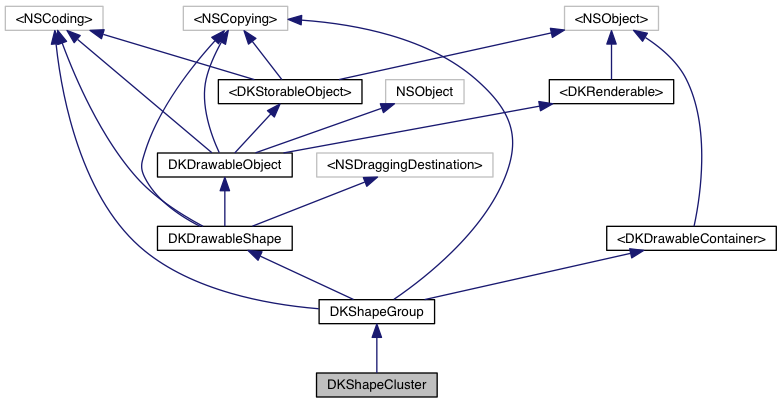 <NSCoding>
<NSCopying>
<NSObject>
<DKStorableObject>
NSObject
<DKRenderable>
DKDrawableObject
<NSDraggingDestination>
DKDrawableShape
<DKDrawableContainer>
DKShapeGroup
DKShapeCluster